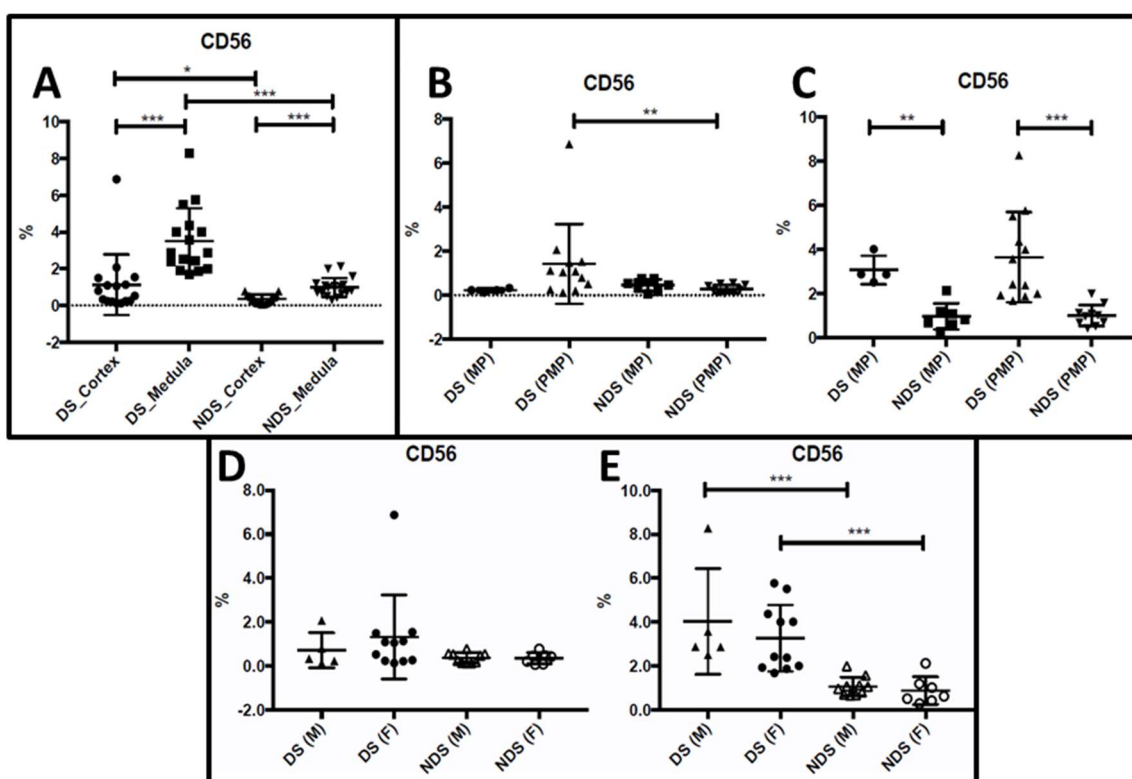 A
CD56
*
***
***
***
10
8
6
4
2
0
-2
%
DS_Cortex
DS_Medula
NDS_Cortex
NDS_Medula
B
CD56
**
8
6
4
2
0
-2
%
DS (MP)
DS (PMP)
NDS (MP)
NDS (PMP)
C
CD56
**
***
10
8
6
4
2
0
%
DS (MP)
NDS (MP)
DS (PMP)
NDS (PMP)
D
CD56
8.0
6.0
4.0
2.0
0.0
-2.0
%
DS (M)
DS (F)
NDS (M)
NDS (F)
E
CD56
***
***
10.0
8.0
6.0
4.0
2.0
0.0
%
DS (M)
DS (F)
NDS (M)
NDS (F)